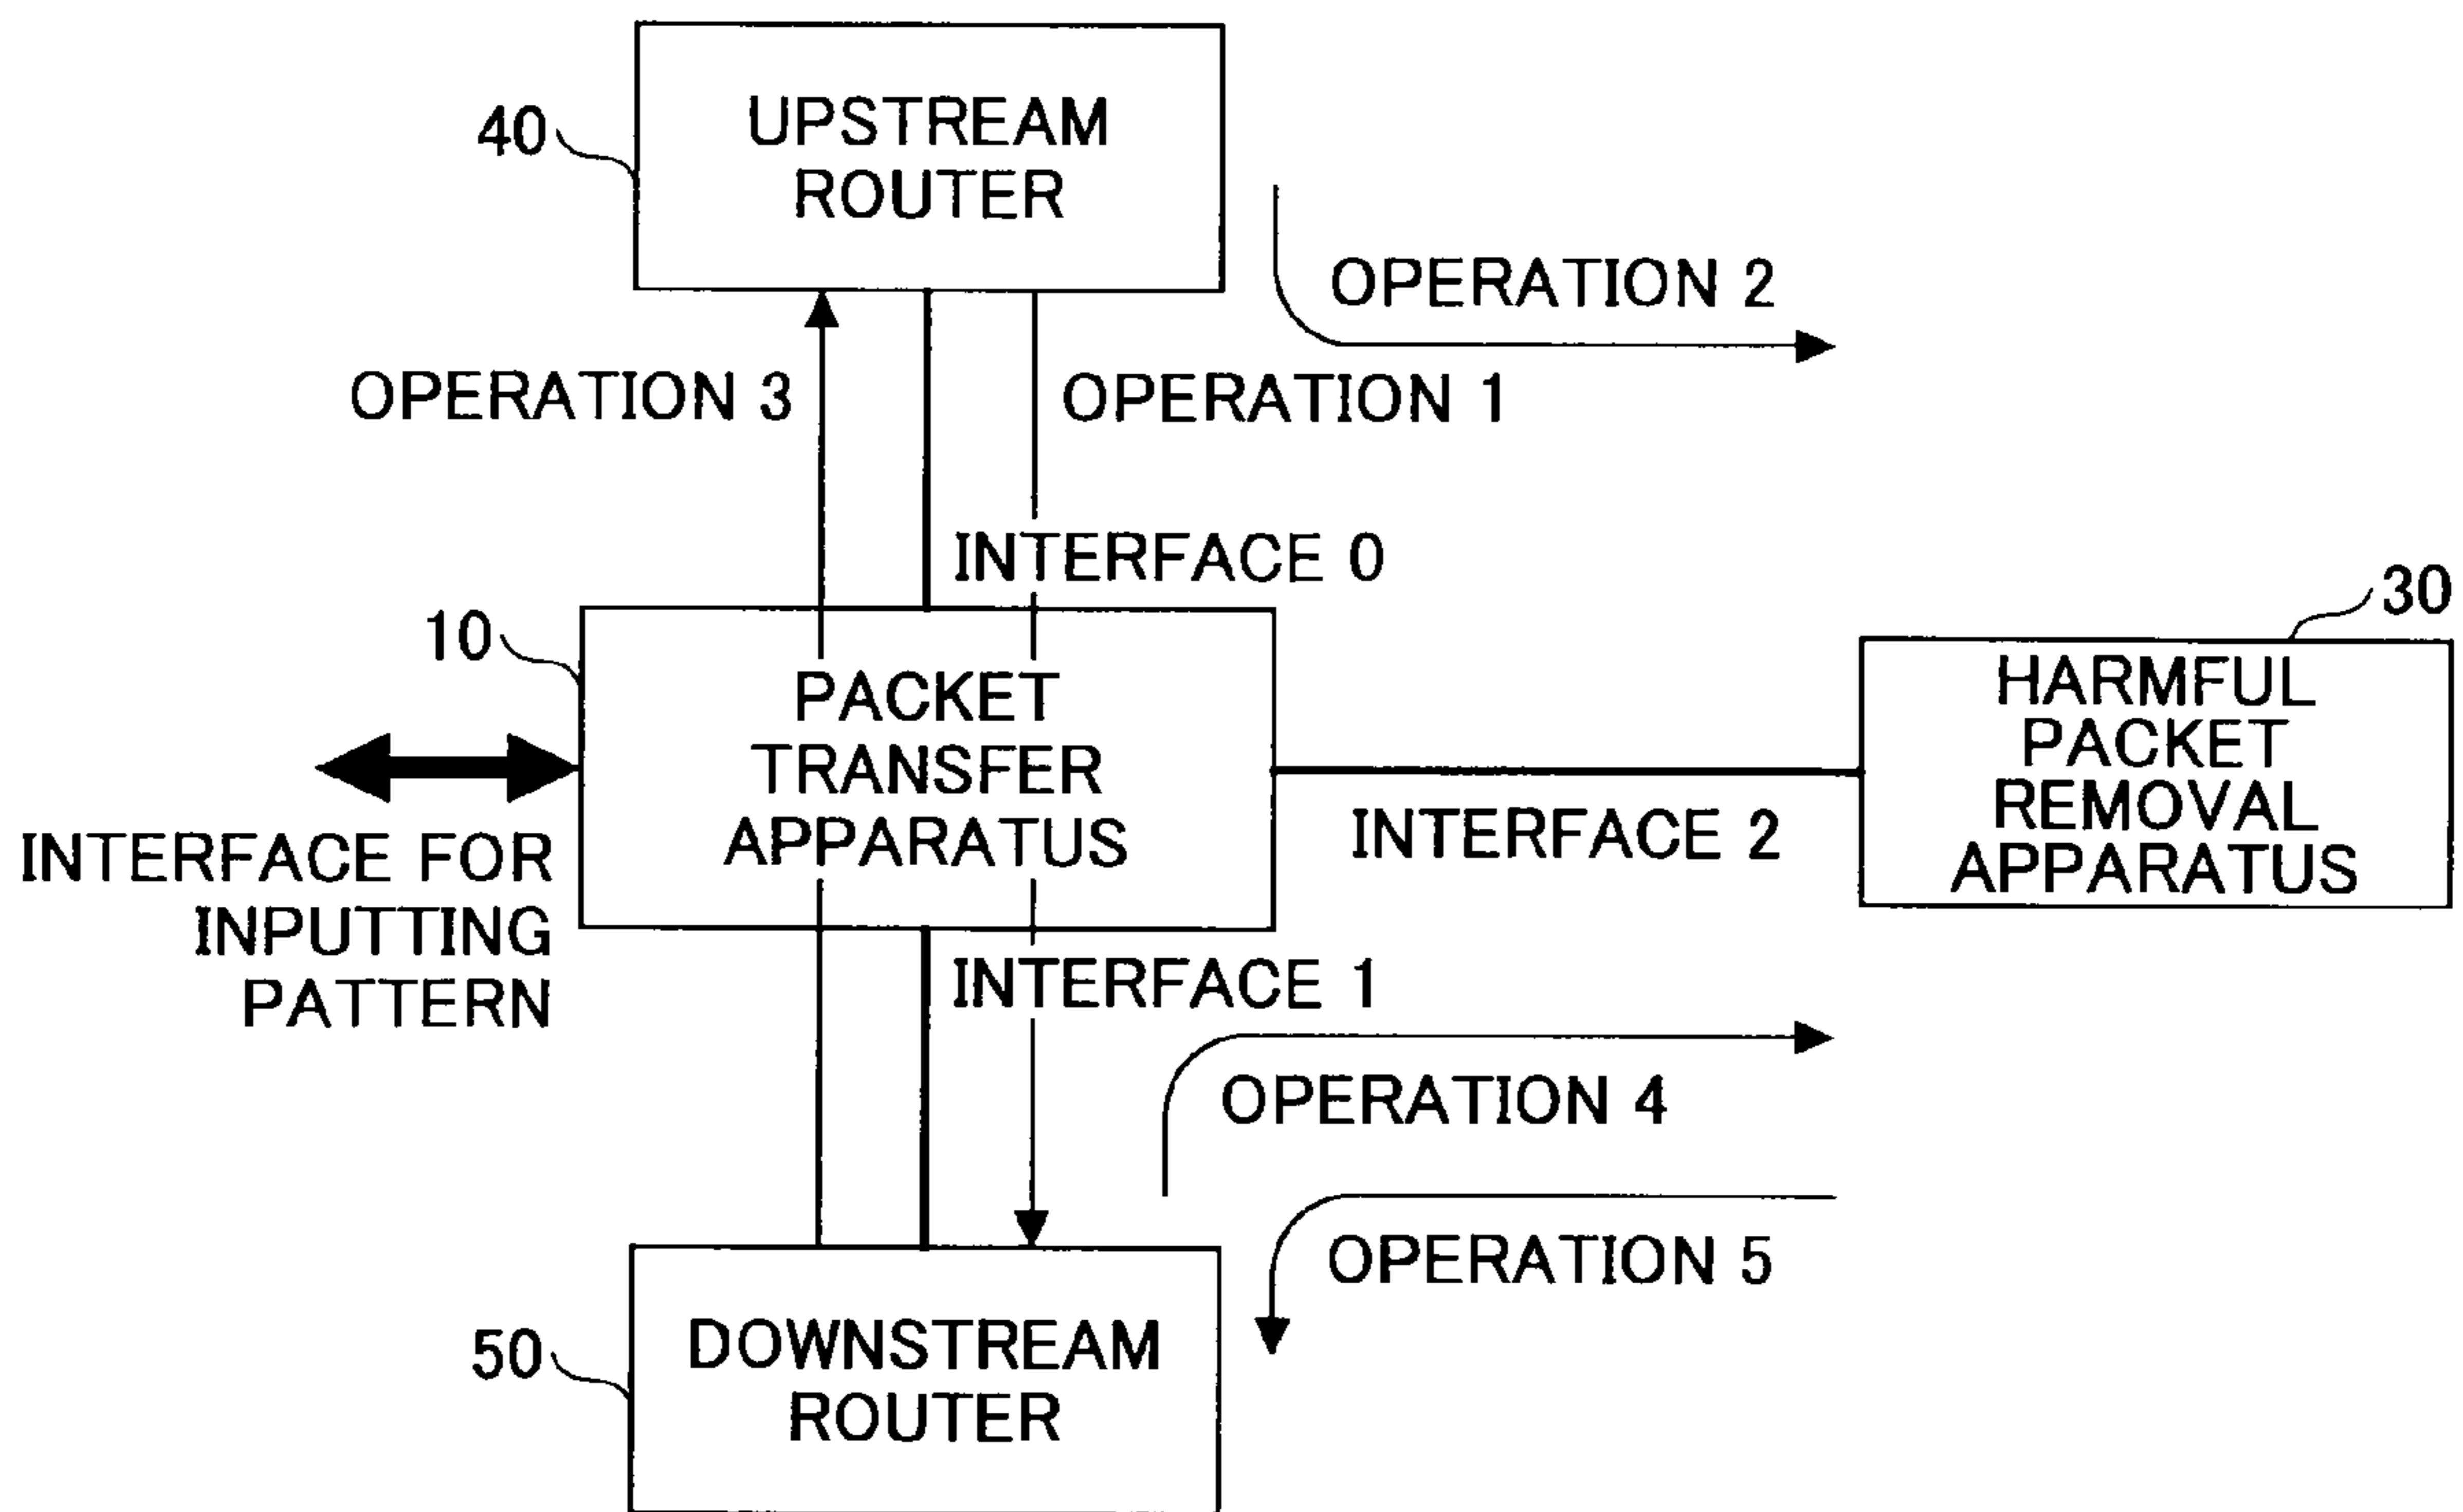 40
UPSTREAM
ROUTER
OPERATION 2
OPERATION 3
OPERATION 1
INTERFACE 0
10
PACKET
TRANSFER
APPARATUS
30
HARMFUL
PACKET
REMOVAL
APPARATUS
INTERFACE 2
INTERFACE FOR
INPUTTING
PATTERN
INTERFACE 1
OPERATION 4
OPERATION 5
50
DOWNSTREAM
ROUTER